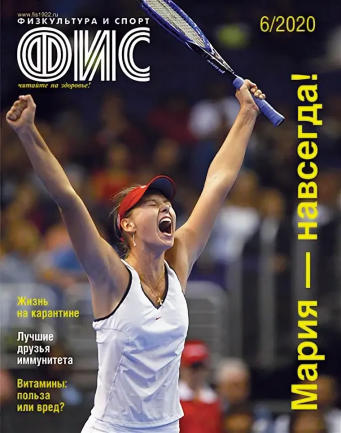 www.fis1922.ru
ФИЗКУЛЬТУРА И СПОРТ
6/2020
ФИС
читайте на здоровье!
Мария — навсегда!
Жизнь
на карантине
Лучшие
друзья
иммунитета
Витамины:
польза
или вред?